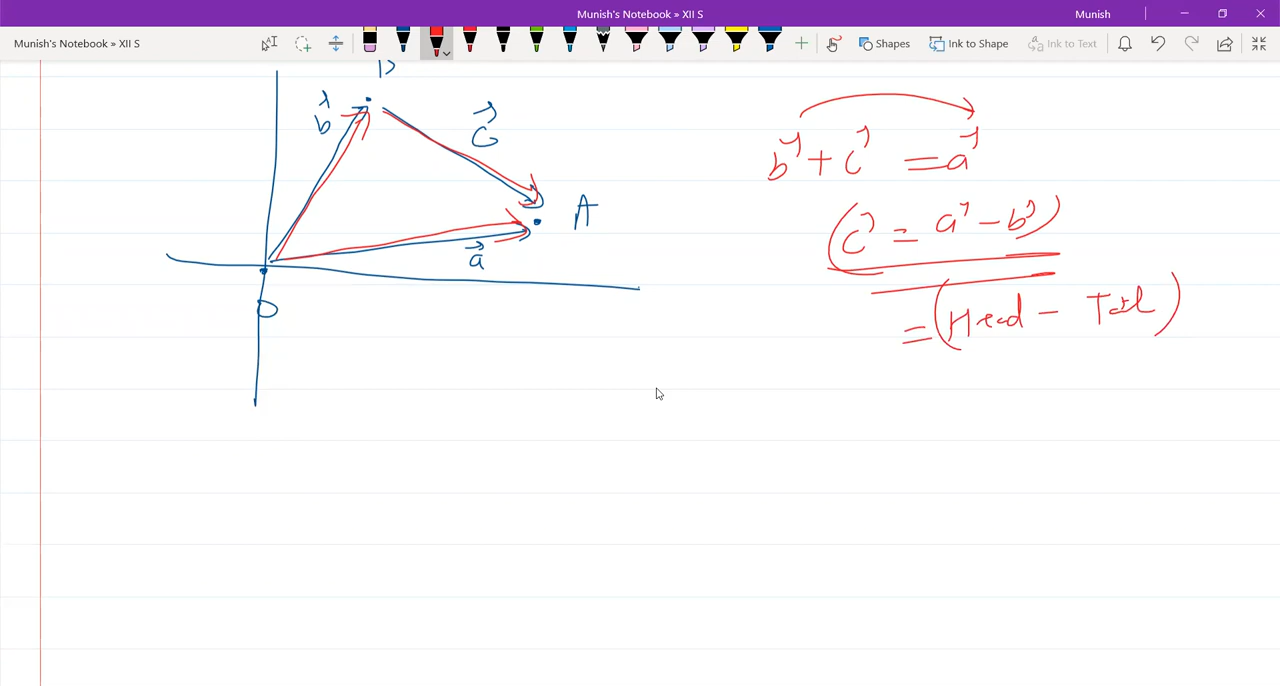 Munish's Notebook » XII S
Munish
Munish's Notebook » XII S
Shapes
Ink to Shape
Ink to Text
B
b⃗
c⃗
A
a⃗
O
b⃗ + c⃗ = a⃗
(c⃗ = a⃗ − b⃗)
= (Head − Tail)